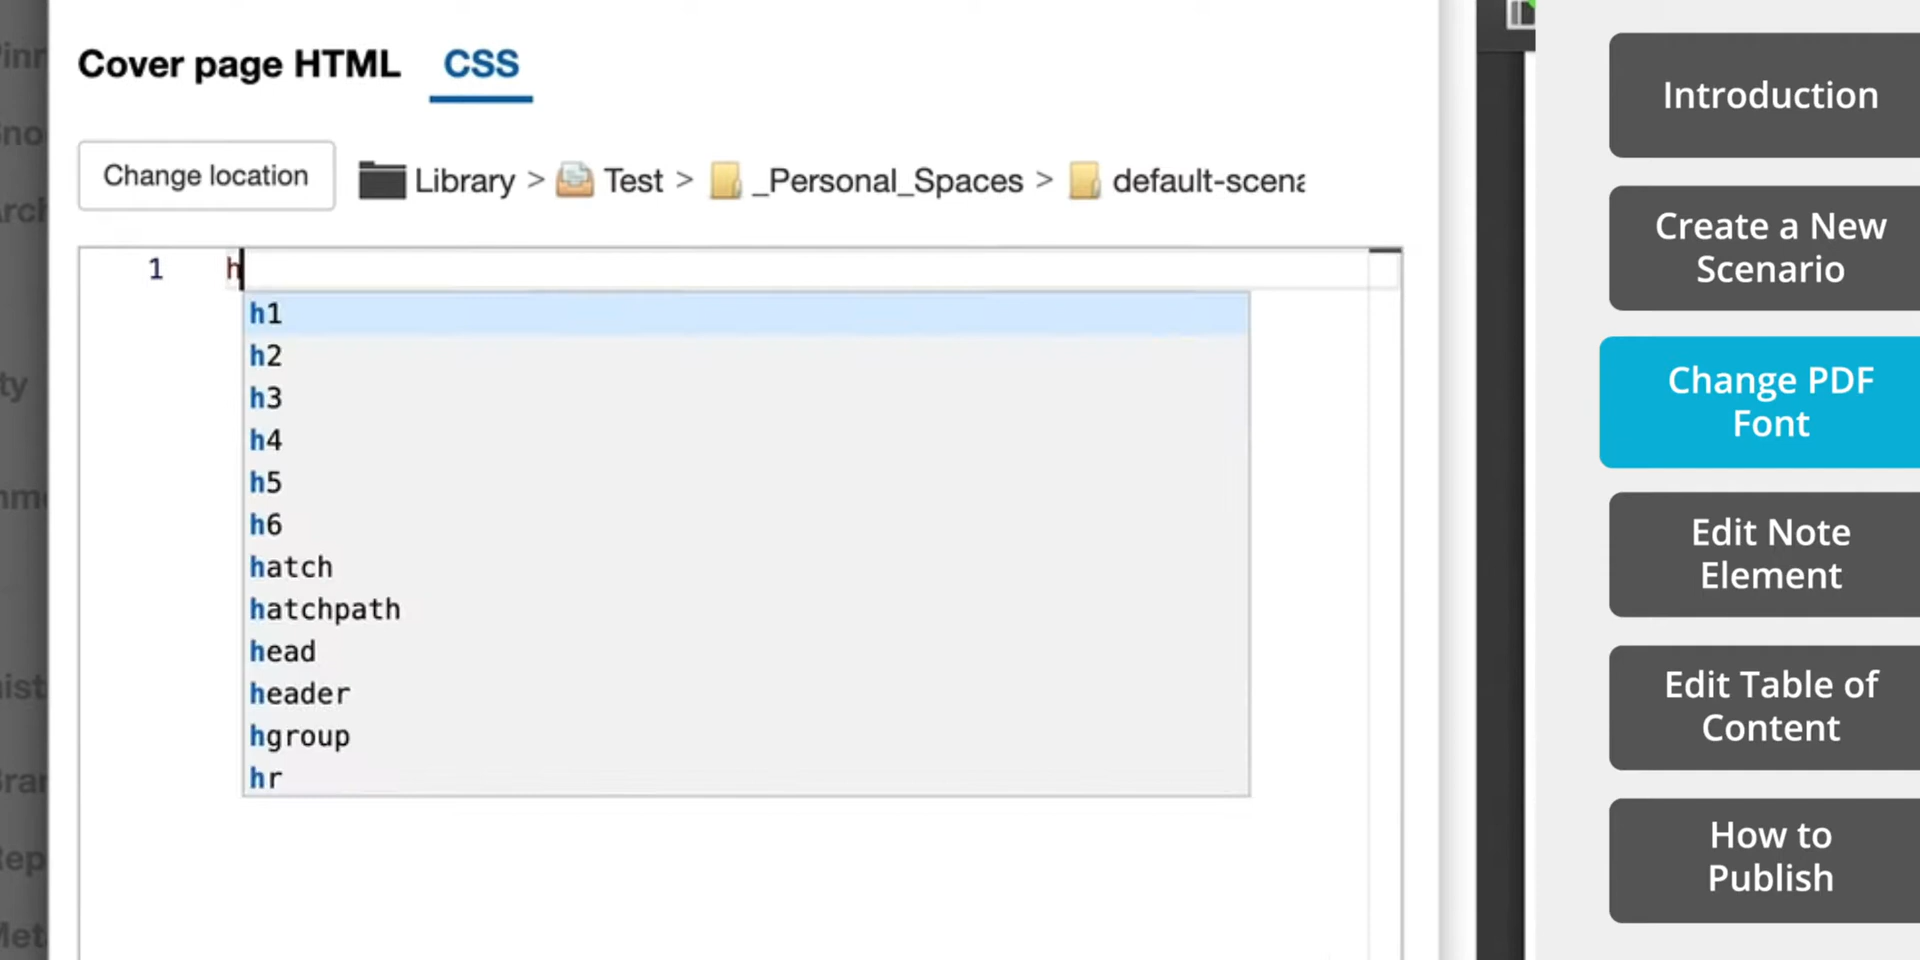 Cover page HTML CSS
Change location Library > Test > _Personal_Spaces > default-scena
1 h
h1
h2
h3
h4
h5
h6
hatch
hatchpath
head
header
hgroup
hr
Introduction
Create a New
Scenario
Change PDF
Font
Edit Note
Element
Edit Table of
Content
How to
Publish